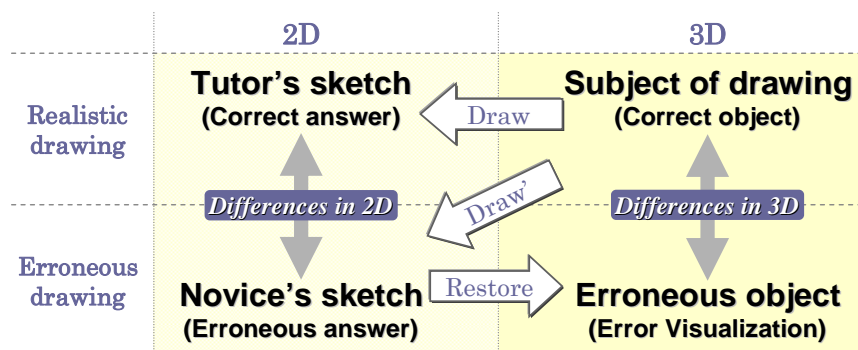 2D
3D
Realistic
drawing
Tutor's sketch
(Correct answer)
Draw
Subject of drawing
(Correct object)
Differences in 2D
Draw'
Differences in 3D
Erroneous
drawing
Novice's sketch
(Erroneous answer)
Restore
Erroneous object
(Error Visualization)